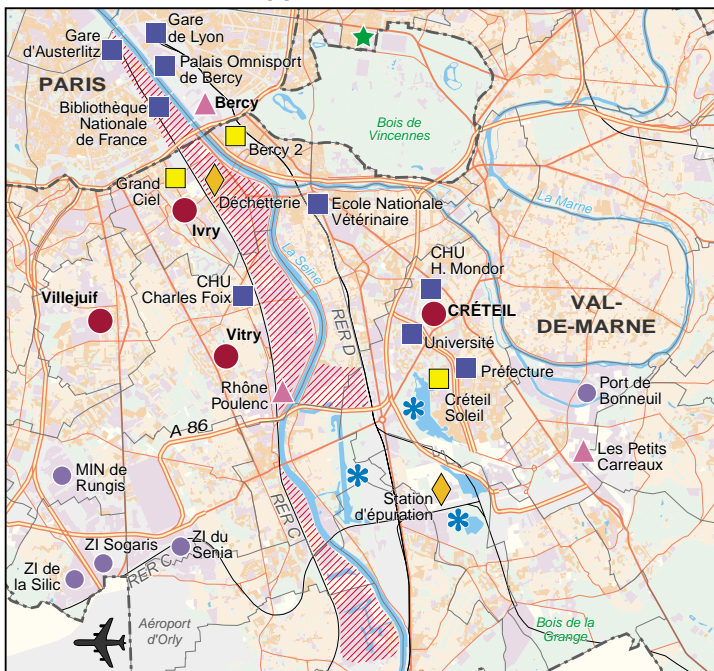 Gare
de Lyon
Gare
d'Austerlitz
Palais Omnisport
de Bercy
PARIS
Bercy
Bibliothèque
Nationale
de France
Bois de
Vincennes
Bercy 2
Grand
Ciel
Déchetterie
Ecole Nationale
Vétérinaire
La Marne
Ivry
La Seine
CHU
H. Mondor
CHU
Charles Foix
Villejuif
CRÉTEIL
VAL-
DE-MARNE
RER D
Université
Vitry
Préfecture
Rhône
Poulenc
Créteil
Soleil
Port de
Bonneuil
A 86
Les Petits
Carreaux
MIN de
Rungis
RER C
Station
d'épuration
ZI du
Senia
ZI Sogaris
RER C
ZI de
la Silic
Aéroport
d'Orly
Bois de la
Grange